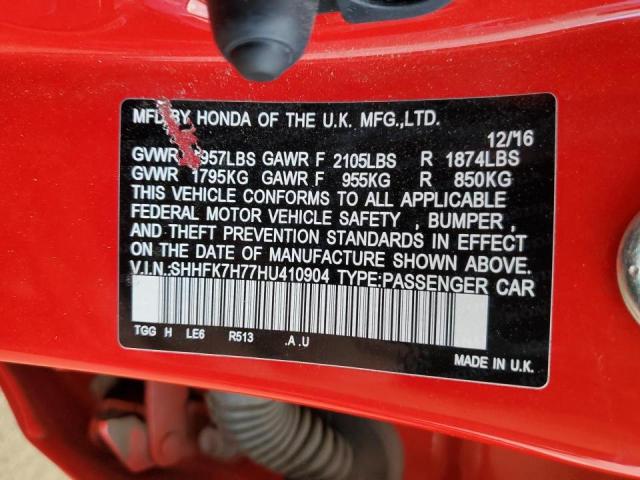 MFD BY HONDA OF THE U.K. MFG.,LTD.
12/16
GVWR 957LBS GAWR F 2105LBS R 1874LBS
GVWR 1795KG GAWR F 955KG R 850KG
THIS VEHICLE CONFORMS TO ALL APPLICABLE
FEDERAL MOTOR VEHICLE SAFETY , BUMPER ,
AND THEFT PREVENTION STANDARDS IN EFFECT
ON THE DATE OF MANUFACTURE SHOWN ABOVE.
V.I.N.:SHHFK7H77HU410904 TYPE:PASSENGER CAR
TGG H LE6 R513 .A .U
MADE IN U.K.